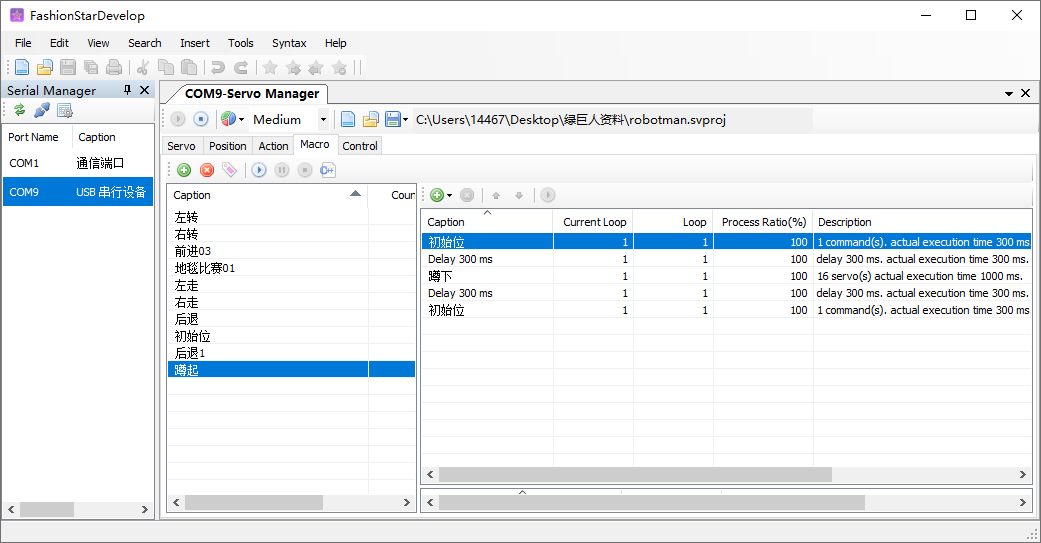 FashionStarDevelop
File Edit View Search Insert Tools Syntax Help
Serial Manager
Port Name Caption
COM1 通信端口
COM9 USB 串行设备
COM9-Servo Manager
Medium C:\Users\14467\Desktop\绿巨人资料\robotman.svproj
Servo Position Action Macro Control
Caption Coun
左转
右转
前进03
地毯比赛01
左走
右走
后退
初始位
后退1
蹲起
Caption Current Loop Loop Process Ratio(%) Description
初始位 1 1 100 1 command(s). actual execution time 300 ms
Delay 300 ms 1 1 100 delay 300 ms. actual execution time 300 ms.
蹲下 1 1 100 16 servo(s) actual execution time 1000 ms.
Delay 300 ms 1 1 100 delay 300 ms. actual execution time 300 ms.
初始位 1 1 100 1 command(s). actual execution time 300 ms